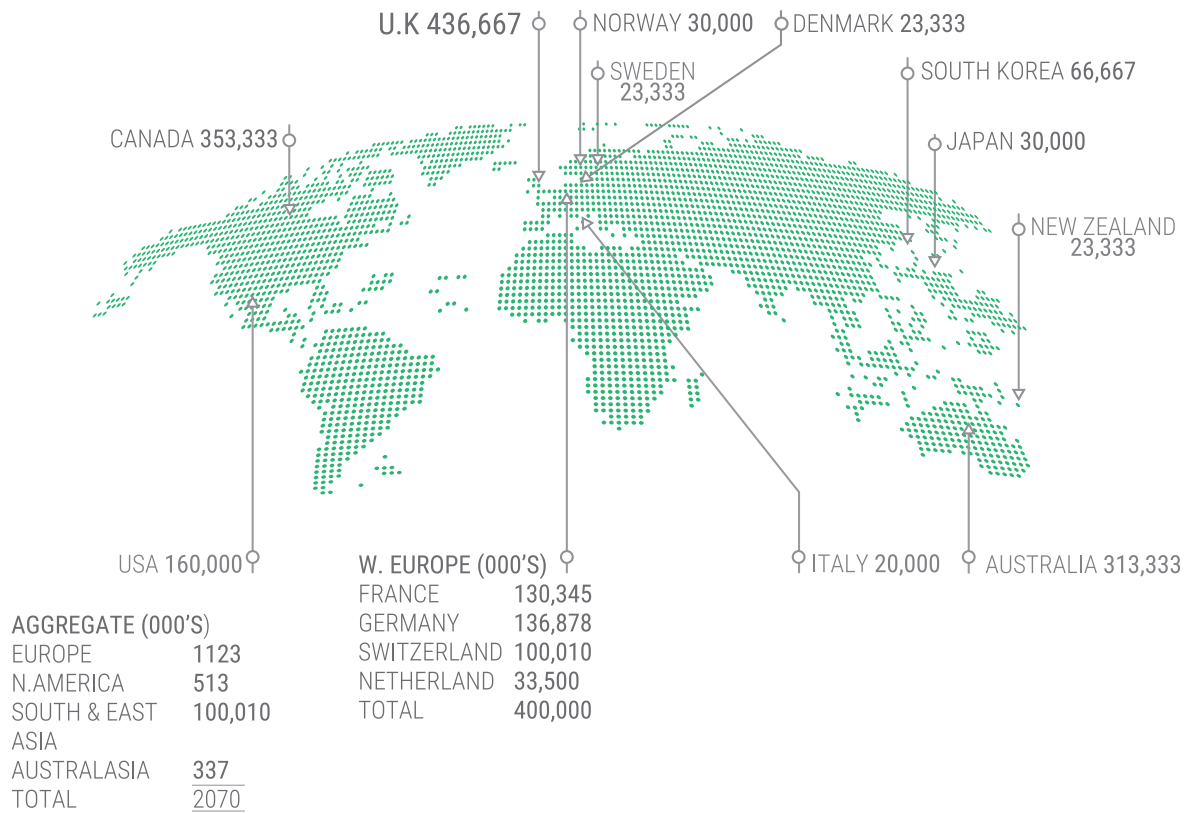 U.K 436,667
NORWAY 30,000
DENMARK 23,333
SWEDEN
23,333
SOUTH KOREA 66,667
CANADA 353,333
JAPAN 30,000
NEW ZEALAND
23,333
USA 160,000
ITALY 20,000
AUSTRALIA 313,333
W. EUROPE (000'S)
FRANCE 130,345
GERMANY 136,878
SWITZERLAND 100,010
NETHERLAND 33,500
TOTAL 400,000
AGGREGATE (000'S)
EUROPE 1123
N.AMERICA 513
SOUTH & EAST 100,010
ASIA
AUSTRALASIA 337
TOTAL 2070